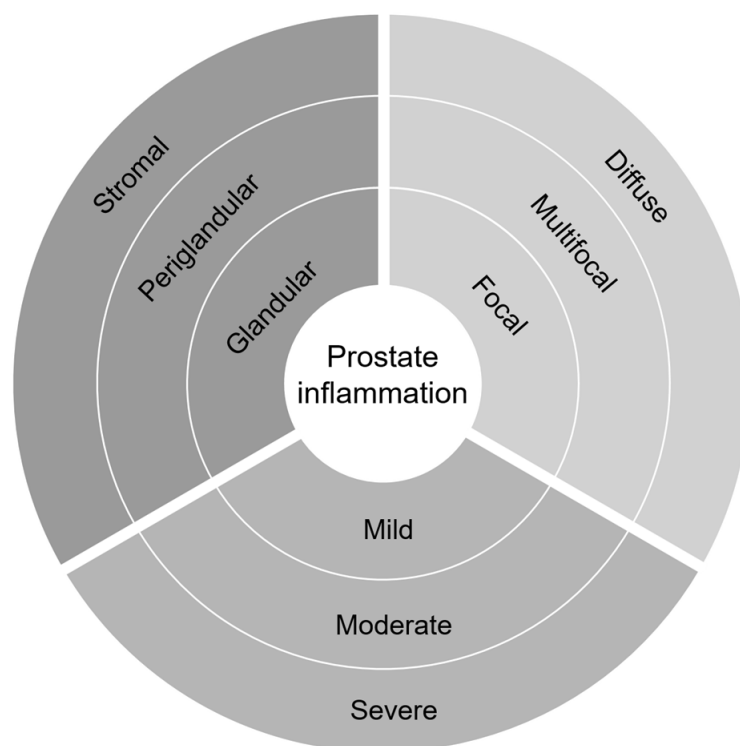 Stromal
Periglandular
Glandular
Diffuse
Multifocal
Focal
Prostate
inflammation
Mild
Moderate
Severe